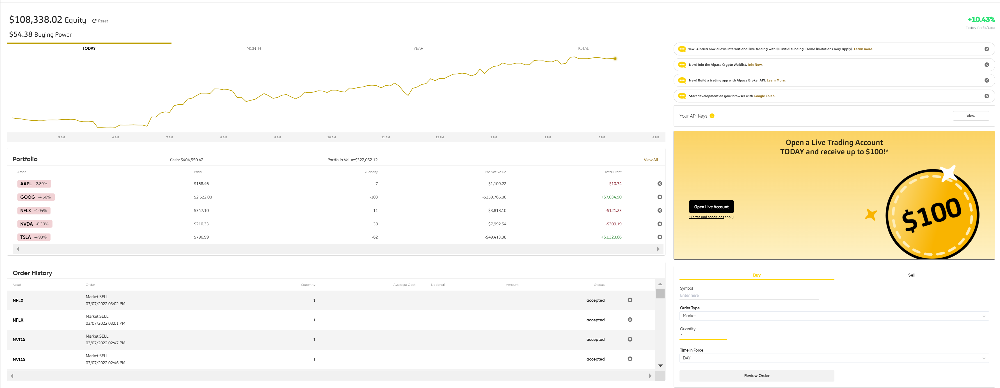 $108,338.02 Equity Reset
$54.38 Buying Power
+10.43%
Today Profit/Loss
TODAY MONTH YEAR TOTAL
5 AM 6 AM 7 AM 8 AM 9 AM 10 AM 11 AM 12 PM 1 PM 2 PM 3 PM 4 PM
Portfolio Cash: $404,550.42 Portfolio Value:$322,052.12 View All
Asset Price Quantity Market Value Total Profit
AAPL -2.89% $158.46 7 $1,109.22 -$10.74
GOOG -4.56% $2,522.00 -103 -$259,766.00 +$7,034.90
NFLX -4.04% $347.10 11 $3,818.10 -$121.23
NVDA -8.30% $210.33 38 $7,992.54 -$309.19
TSLA -4.93% $796.99 -62 -$49,413.38 +$1,323.66
Order History
Asset Order Quantity Average Cost Notional Amount Status
Market SELL
NFLX 1 accepted
03/07/2022 03:02 PM
Market SELL
NFLX 1 accepted
03/07/2022 03:01 PM
Market SELL
NVDA 1 accepted
03/07/2022 02:47 PM
Market SELL
NVDA 1 accepted
03/07/2022 02:46 PM
New! Alpaca now allows international live trading with $0 initial funding. (some limitations may apply). Learn more.
New! Join the Alpaca Crypto Waitlist. Join Now.
New! Build a trading app with Alpaca Broker API. Learn More.
Start development on your browser with Google Colab.
Your API Keys View
Open a Live Trading Account
TODAY and receive up to $100!*
Open Live Account
*Terms and conditions apply
$100
Buy Sell
Symbol
Enter here
Order Type
Market
Quantity
1
Time in Force
DAY
Review Order